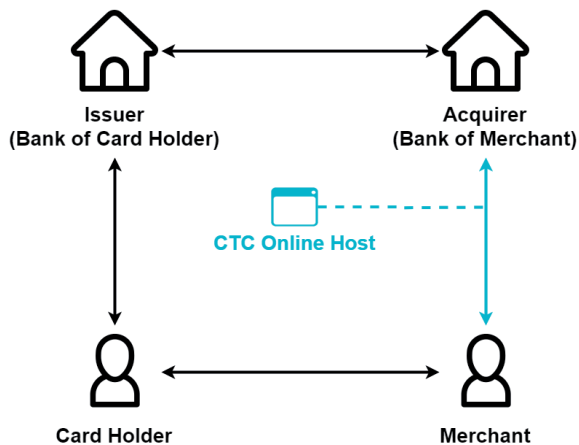 Issuer
(Bank of Card Holder)
Acquirer
(Bank of Merchant)
CTC Online Host
Card Holder
Merchant